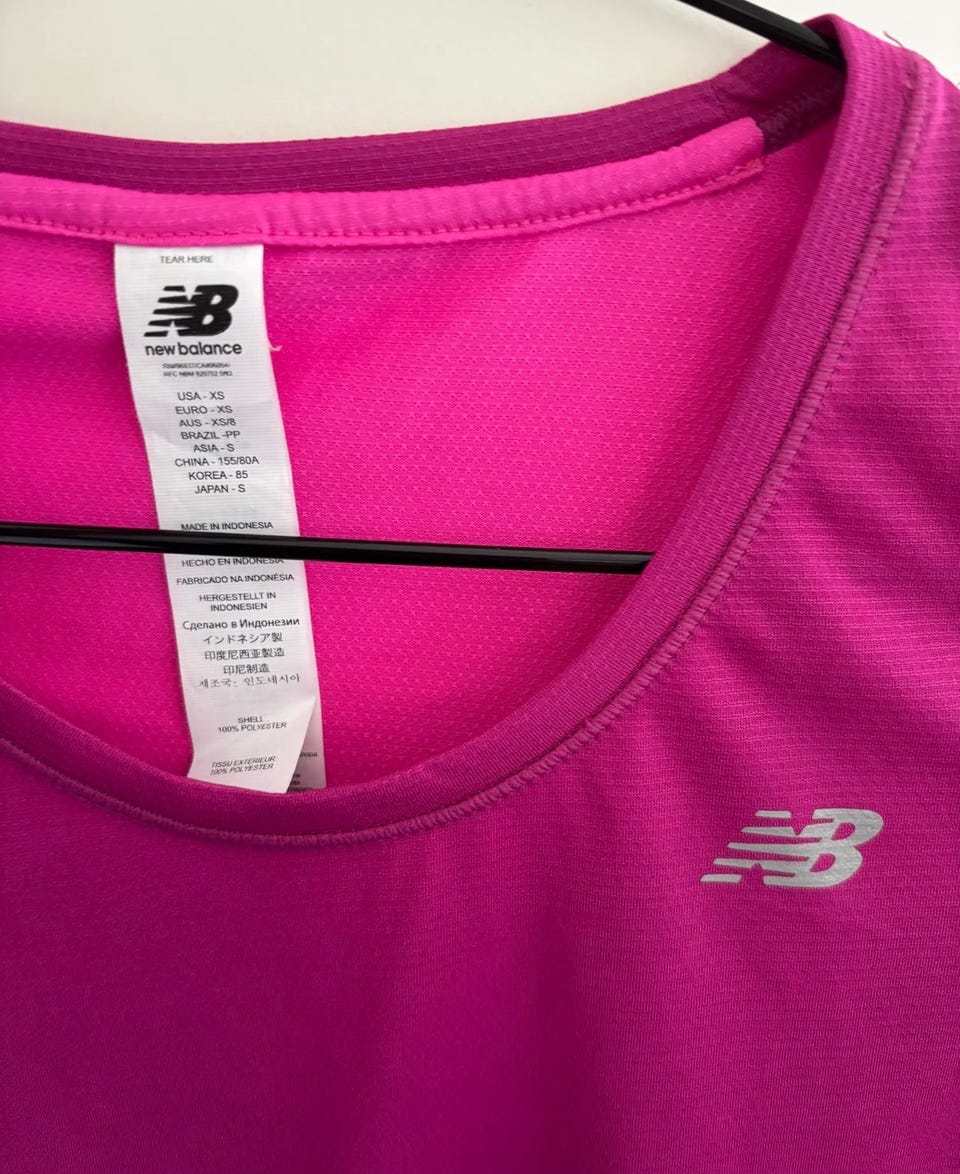 TEAR HERE
NB
new balance
USA - XS
EURO - XS
AUS - XS/8
BRAZIL -PP
ASIA - S
CHINA - 155/80A
KOREA - 85
JAPAN - S
MADE IN INDONESIA
HECHO EN INDONESIA
FABRICADO NA INDONÉSIA
HERGESTELLT IN
INDONESIEN
Сделано в Индонезии
インドネシア製
印度尼西亚製造
印尼制造
제조국: 인도네시아
SHELL
100% POLYESTER
TISSU EXTÉRIEUR
100% POLYESTER
NB